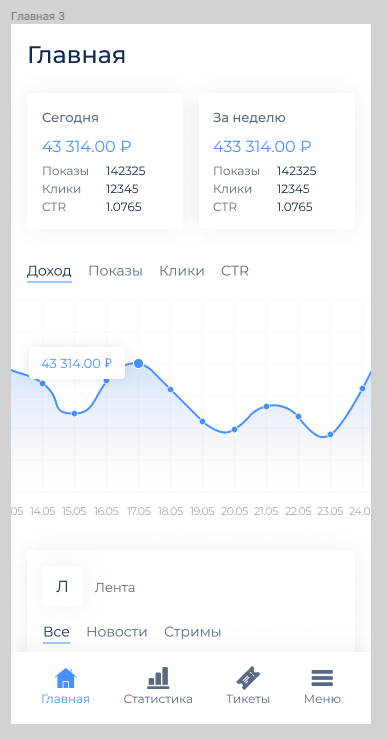 Главная 3
Главная
Сегодня
43 314.00 ₽
Показы 142325
Клики 12345
CTR 1.0765
За неделю
433 314.00 ₽
Показы 142325
Клики 12345
CTR 1.0765
Доход Показы Клики CTR
43 314.00 ₽
05 14.05 15.05 16.05 17.05 18.05 19.05 20.05 21.05 22.05 23.05 24.0
Л Лента
Все Новости Стримы
Главная Статистика Тикеты Меню